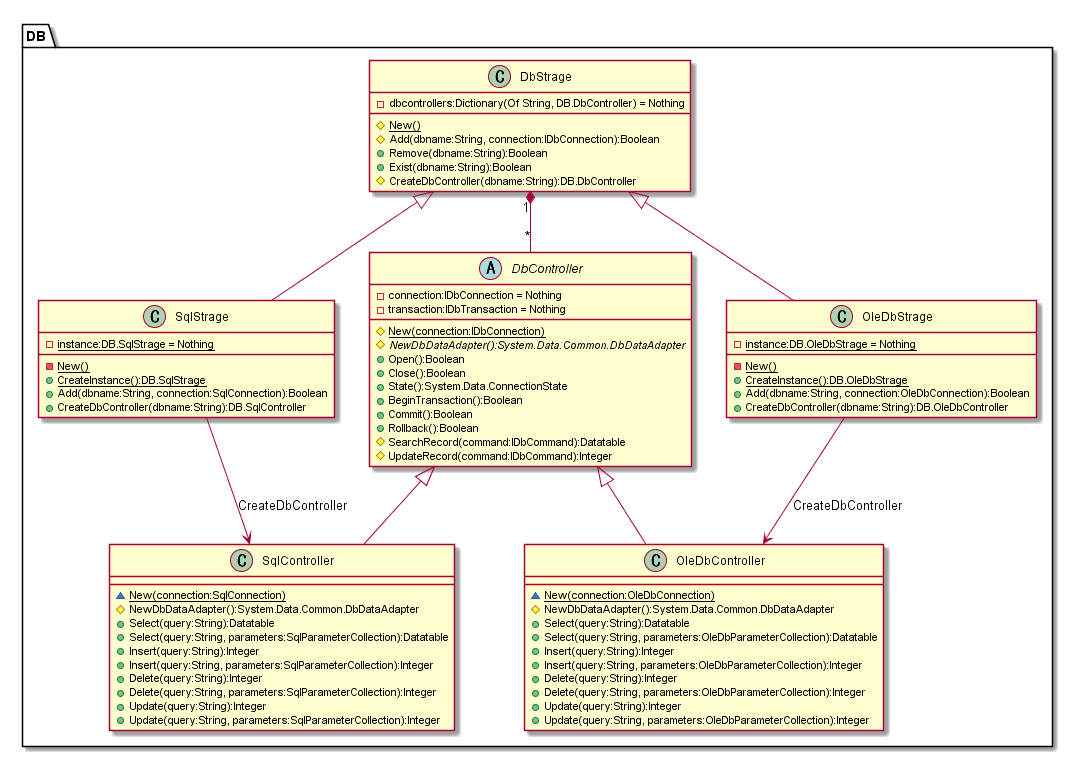 DB
C DbStrage
dbcontrollers:Dictionary(Of String, DB.DbController) = Nothing
New()
Add(dbname:String, connection:IDbConnection):Boolean
Remove(dbname:String):Boolean
Exist(dbname:String):Boolean
CreateDbController(dbname:String):DB.DbController
1
*
A DbController
connection:IDbConnection = Nothing
transaction:IDbTransaction = Nothing
New(connection:IDbConnection)
NewDbDataAdapter():System.Data.Common.DbDataAdapter
Open():Boolean
Close():Boolean
State():System.Data.ConnectionState
BeginTransaction():Boolean
Commit():Boolean
Rollback():Boolean
SearchRecord(command:IDbCommand):Datatable
UpdateRecord(command:IDbCommand):Integer
C SqlStrage
instance:DB.SqlStrage = Nothing
New()
CreateInstance():DB.SqlStrage
Add(dbname:String, connection:SqlConnection):Boolean
CreateDbController(dbname:String):DB.SqlController
C OleDbStrage
instance:DB.OleDbStrage = Nothing
New()
CreateInstance():DB.OleDbStrage
Add(dbname:String, connection:OleDbConnection):Boolean
CreateDbController(dbname:String):DB.OleDbController
CreateDbController
CreateDbController
C SqlController
New(connection:SqlConnection)
NewDbDataAdapter():System.Data.Common.DbDataAdapter
Select(query:String):Datatable
Select(query:String, parameters:SqlParameterCollection):Datatable
Insert(query:String):Integer
Insert(query:String, parameters:SqlParameterCollection):Integer
Delete(query:String):Integer
Delete(query:String, parameters:SqlParameterCollection):Integer
Update(query:String):Integer
Update(query:String, parameters:SqlParameterCollection):Integer
C OleDbController
New(connection:OleDbConnection)
NewDbDataAdapter():System.Data.Common.DbDataAdapter
Select(query:String):Datatable
Select(query:String, parameters:OleDbParameterCollection):Datatable
Insert(query:String):Integer
Insert(query:String, parameters:OleDbParameterCollection):Integer
Delete(query:String):Integer
Delete(query:String, parameters:OleDbParameterCollection):Integer
Update(query:String):Integer
Update(query:String, parameters:OleDbParameterCollection):Integer